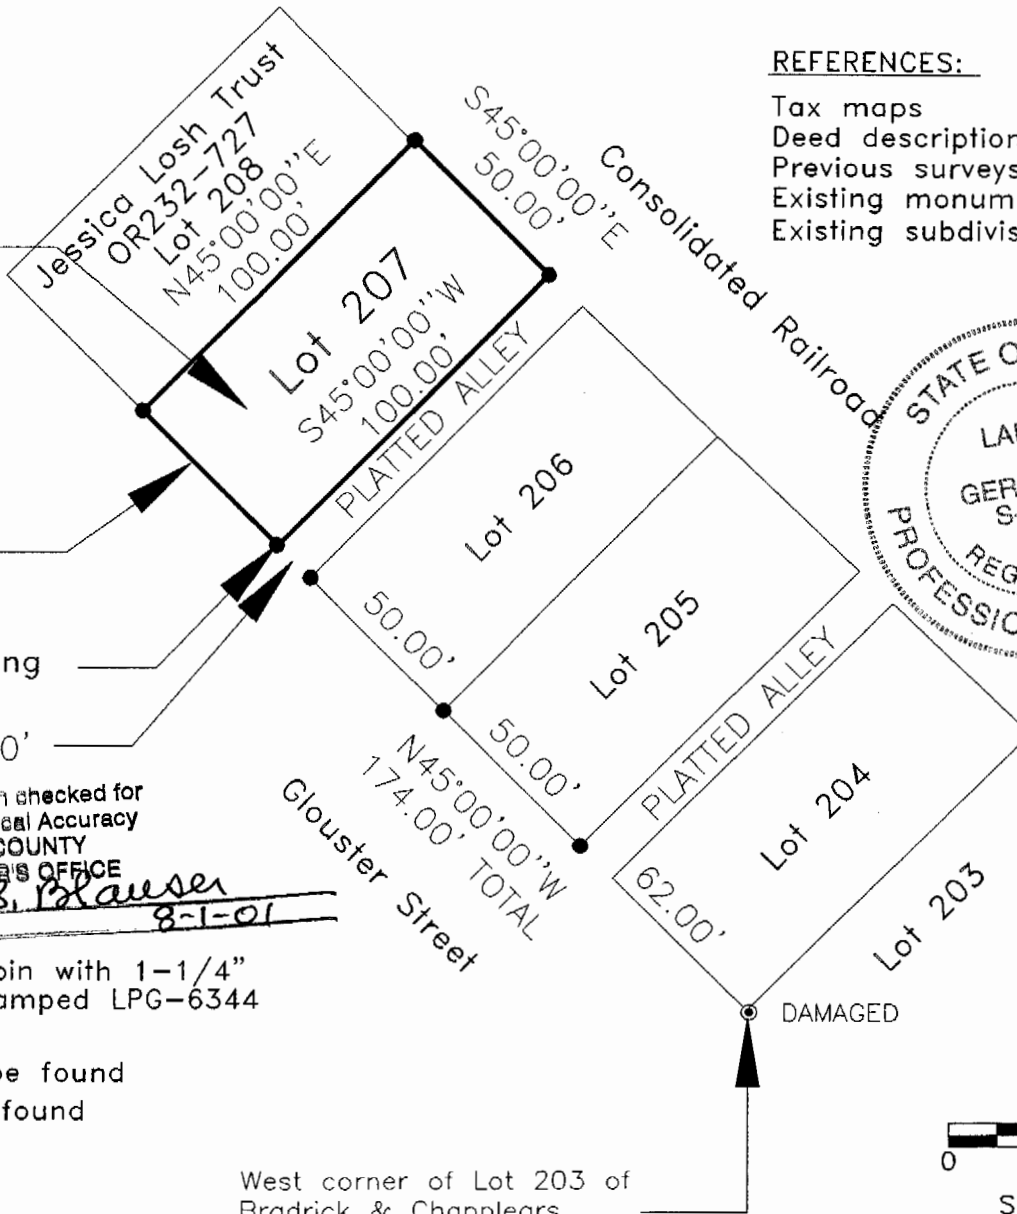 REFERENCES:
Tax maps
Deed description
Previous surveys
Existing monum
Existing subdivis
Jessica Losh Trust
OR232-727
Lot 208
N45°00'00"E
100.00'
S45°00'00"E
50.00'
Consolidated Railroad
Lot 207
S45°00'00"W
100.00'
PLATTED ALLEY
Lot 206
50.00'
Lot 205
50.00'
PLATTED ALLEY
N45°00'00"W
174.00' TOTAL
Glouster Street
Lot 204
62.00'
Lot 203
DAMAGED
STATE O
LA
GER
S-
REG
PROFESSIO
ng
0'
n checked for
cal Accuracy
COUNTY
R'S OFFICE
B. Blauser
8-1-01
pin with 1-1/4"
amped LPG-6344
pe found
found
West corner of Lot 203 of
Bradrick & Chapplears
0
S